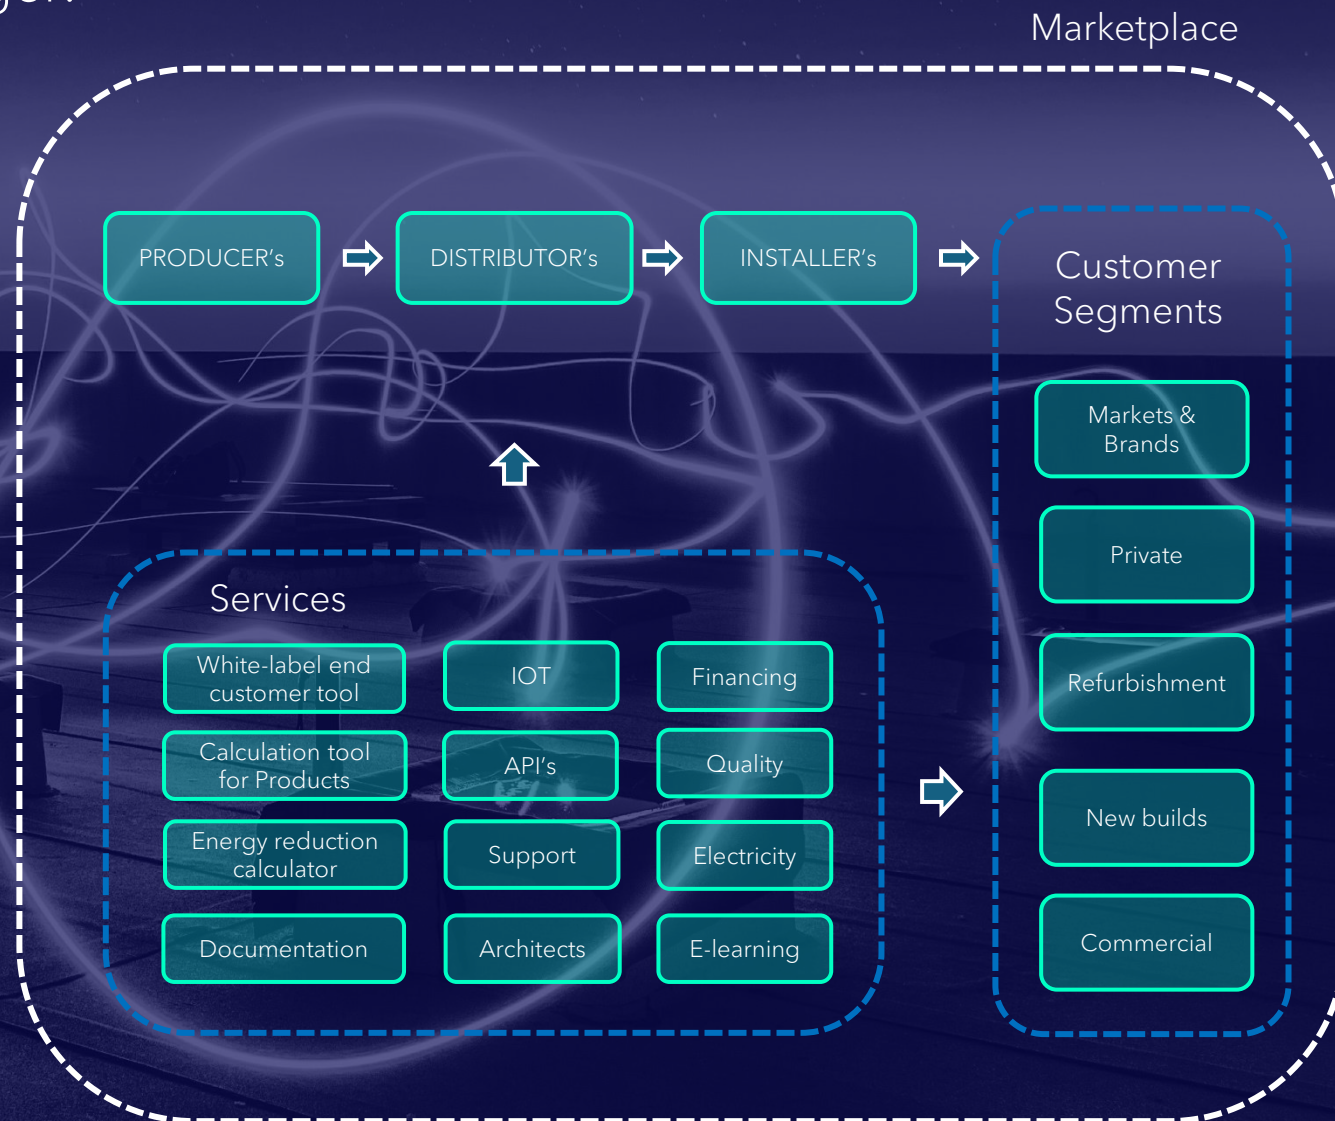 Marketplace
PRODUCER's
DISTRIBUTOR's
INSTALLER's
Customer
Segments
Markets &
Brands
Private
Refurbishment
New builds
Commercial
Services
White-label end
customer tool
IOT
Financing
Calculation tool
for Products
API's
Quality
Energy reduction
calculator
Support
Electricity
Documentation
Architects
E-learning